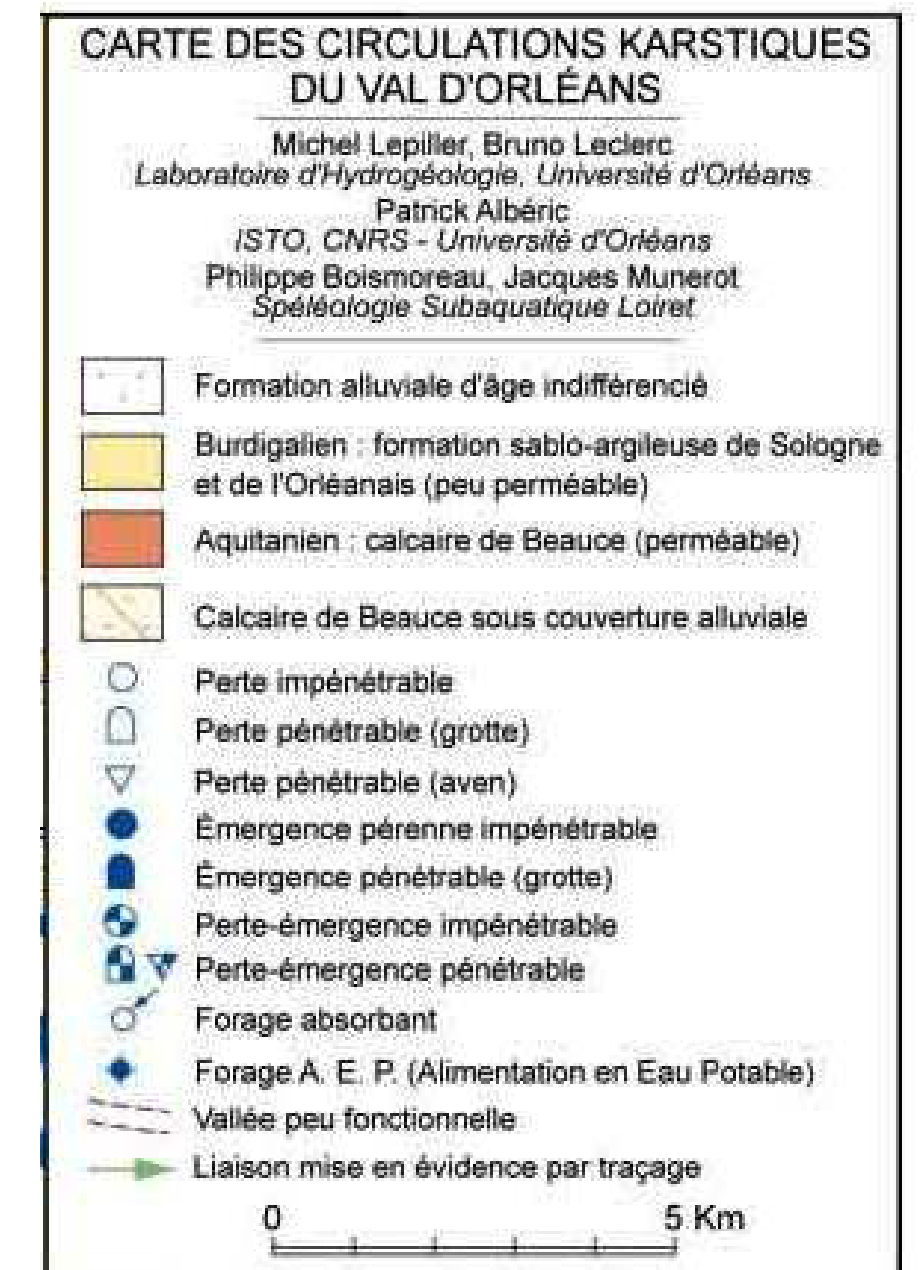 CARTE DES CIRCULATIONS KARSTIQUES
DU VAL D'ORLÉANS
Michel Lepiller, Bruno Leclerc
Laboratoire d'Hydrogéologie, Université d'Orléans
Patrick Albéric
ISTO, CNRS - Université d'Orléans
Philippe Boismoreau, Jacques Munerot
Spéléologie Subaquatique Loiret
Formation alluviale d'âge indifférencié
Burdigalien : formation sablo-argileuse de Sologne
et de l'Orléanais (peu perméable)
Aquitanien : calcaire de Beauce (perméable)
Calcaire de Beauce sous couverture alluviale
Perte impénétrable
Perte pénétrable (grotte)
Perte pénétrable (aven)
Émergence pérenne impénétrable
Émergence pénétrable (grotte)
Perte-émergence impénétrable
Perte-émergence pénétrable
Forage absorbant
Forage A. E. P. (Alimentation en Eau Potable)
Vallée peu fonctionnelle
Liaison mise en évidence par traçage
0 5 Km